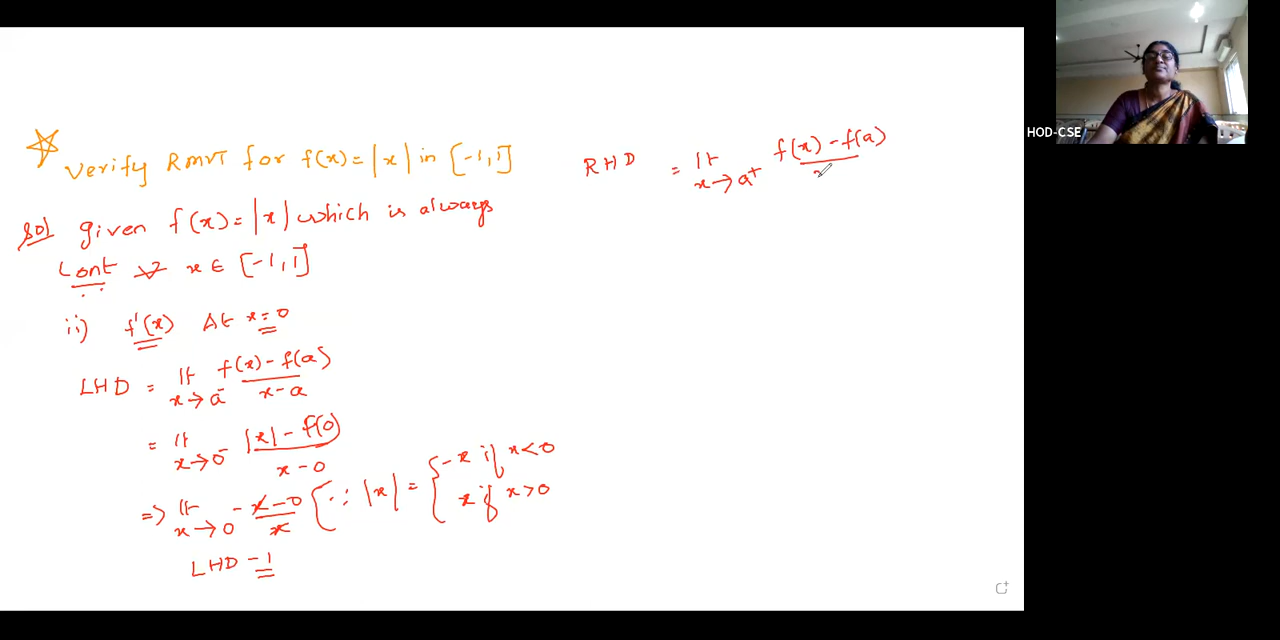 Verify RMVT for f(x)=|x| in [-1,1]
Sol given f(x)=|x| which is always
Cont ∀ x ∈ [-1,1]
ii) f'(x) At x=0
LHD = lt x→a⁻ f(x)-f(a) / x-a
= lt x→0⁻ |x|-f(0) / x-0
=> lt x→0 -x-0 / x {∵ |x| = { -x if x<0
x if x>0
LHD -1
RHD = lt x→a⁺ f(x)-f(a)
HOD-CSE